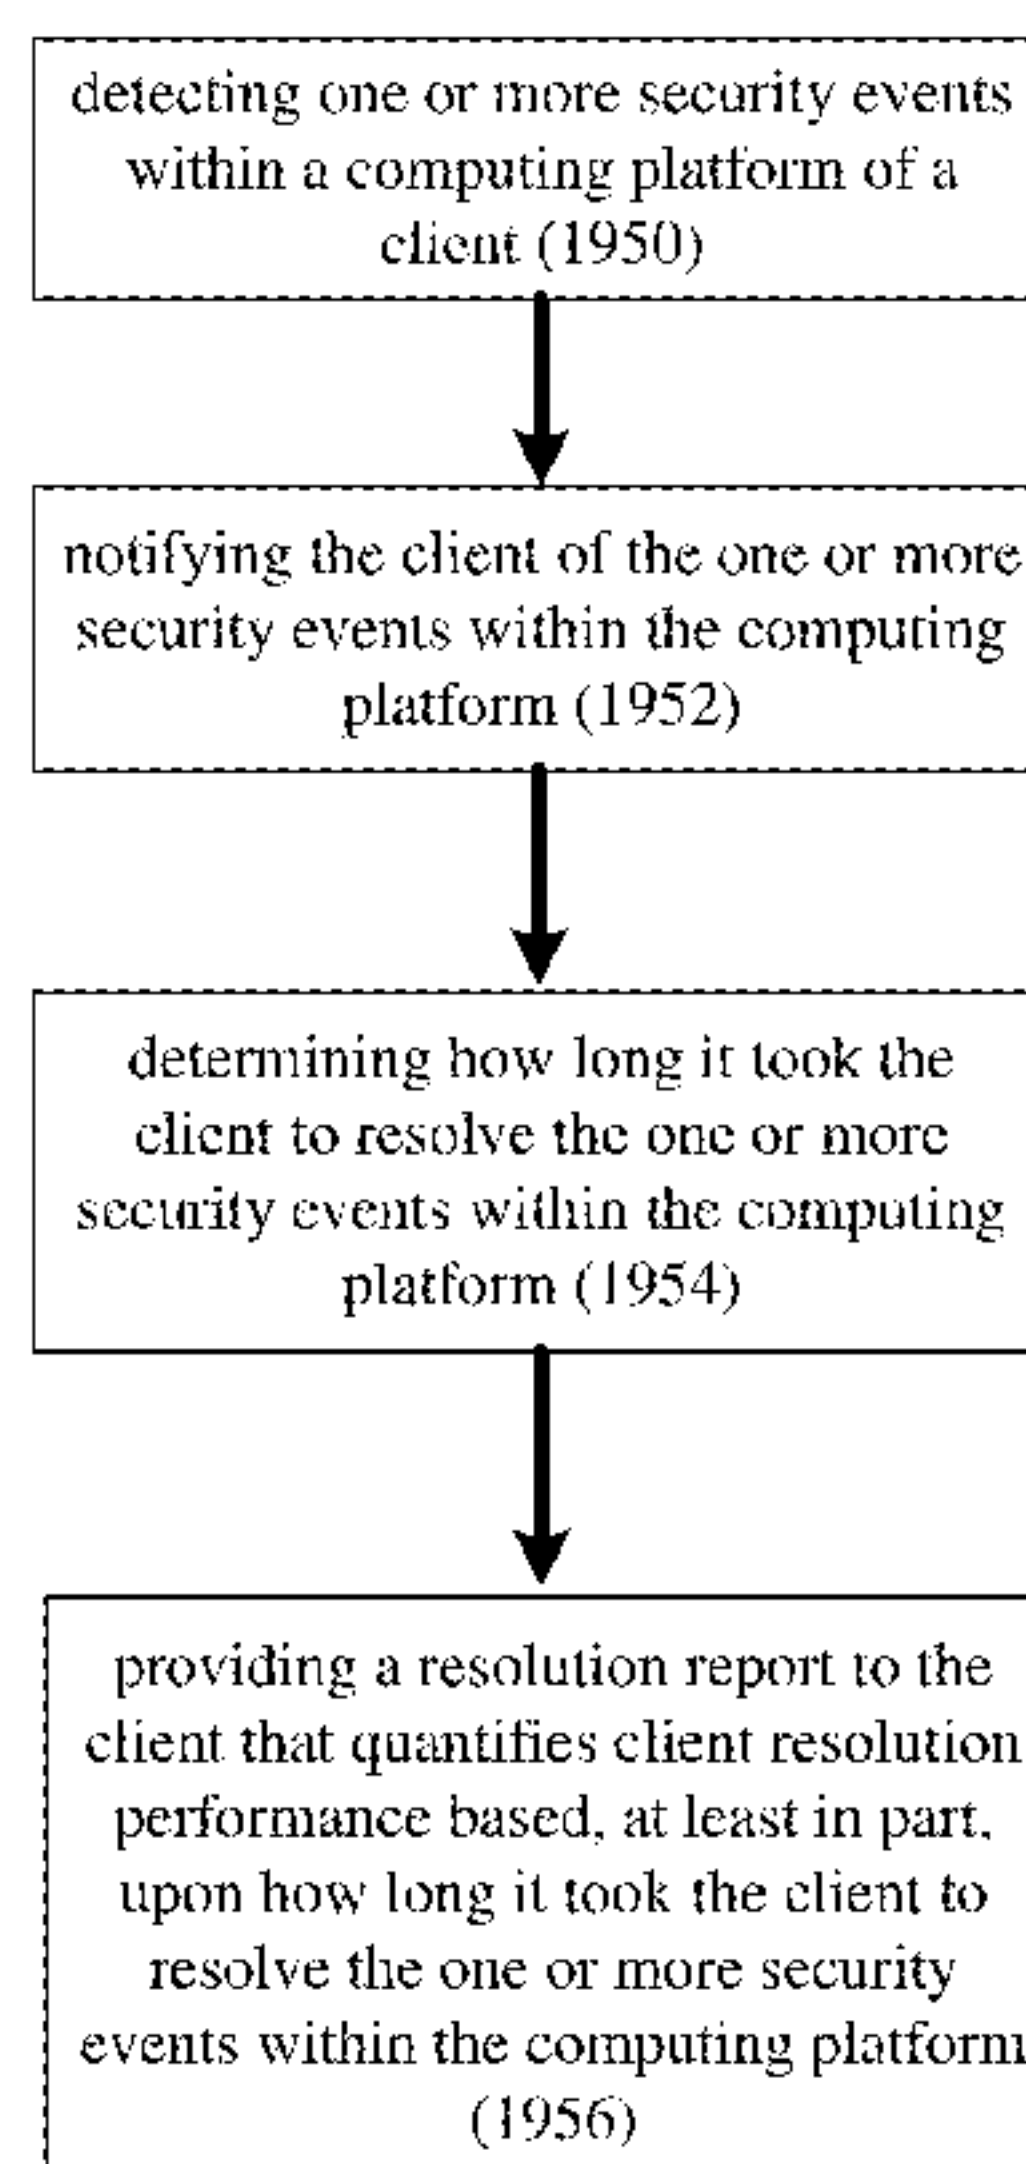 detecting one or more security events
within a computing platform of a
client (1950)
notifying the client of the one or more
security events within the computing
platform (1952)
determining how long it took the
client to resolve the one or more
security events within the computing
platform (1954)
providing a resolution report to the
client that quantifies client resolution
performance based, at least in part,
upon how long it took the client to
resolve the one or more security
events within the computing platform
(1956)